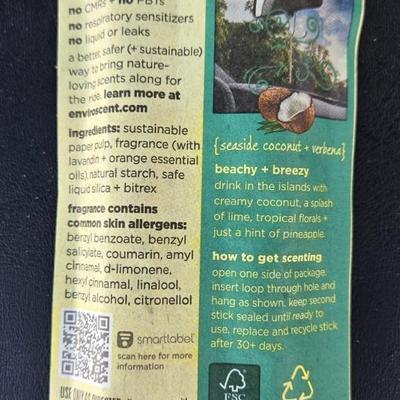 no CMRs + no PBTs
no respiratory sensitizers
no liquid or leaks
a better, safer (+ sustainable)
way to bring nature-
loving scents along for
the ride. learn more at
enviroscent.com
ingredients: sustainable
paper pulp, fragrance (with
lavandin + orange essential
oils), natural starch, safe
liquid silica + bitrex
fragrance contains
common skin allergens:
benzyl benzoate, benzyl
salicylate, coumarin, amyl
cinnamal, d-limonene,
hexyl cinnamal, linalool,
benzyl alcohol, citronellol
smartlabel
scan here for more
information
{seaside coconut + verbena}
beachy + breezy
drink in the islands with
creamy coconut, a splash
of lime, tropical florals +
just a hint of pineapple.
how to get scenting
open one side of package.
insert loop through hole and
hang as shown. keep second
stick sealed until ready to
use, replace and recycle stick
after 30+ days.
FSC